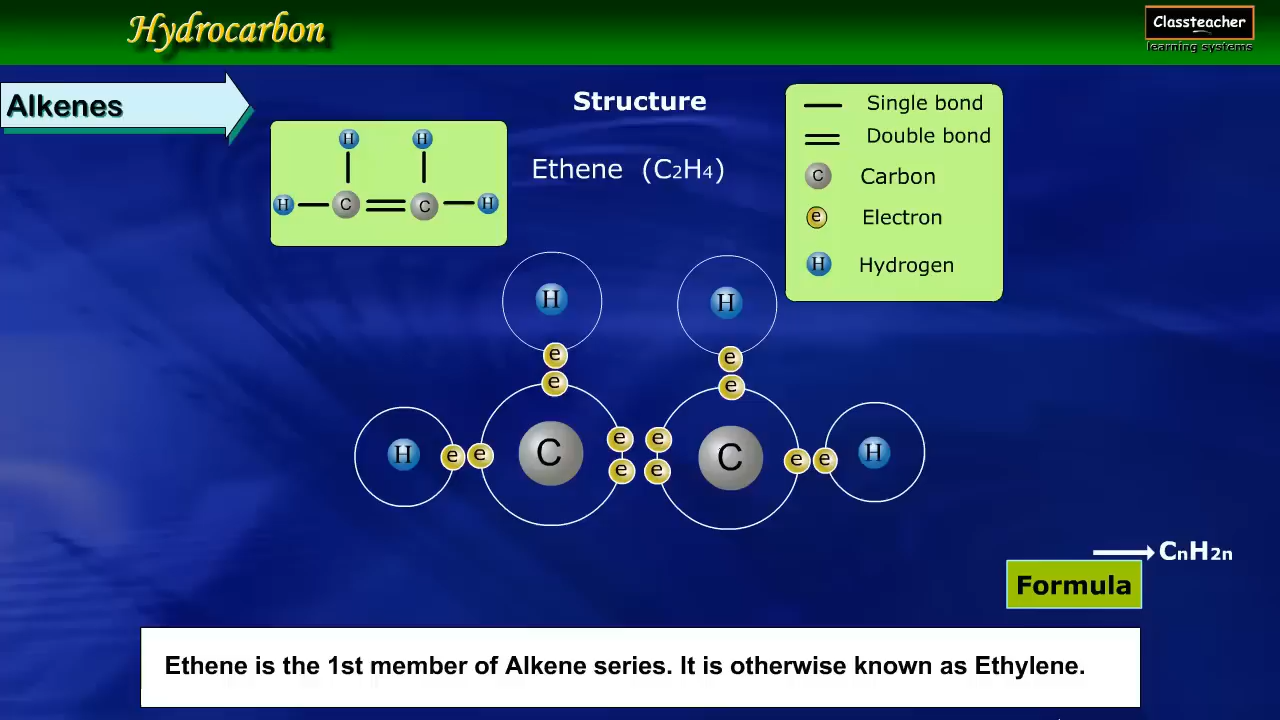 Hydrocarbon
Classteacher
learning systems
Alkenes
Structure
Single bond
Double bond
C Carbon
e Electron
H Hydrogen
H H
H C C H
Ethene (C₂H₄)
H H
e e
e e
H e e C e e C e e H
e e
CnH2n
Formula
Ethene is the 1st member of Alkene series. It is otherwise known as Ethylene.